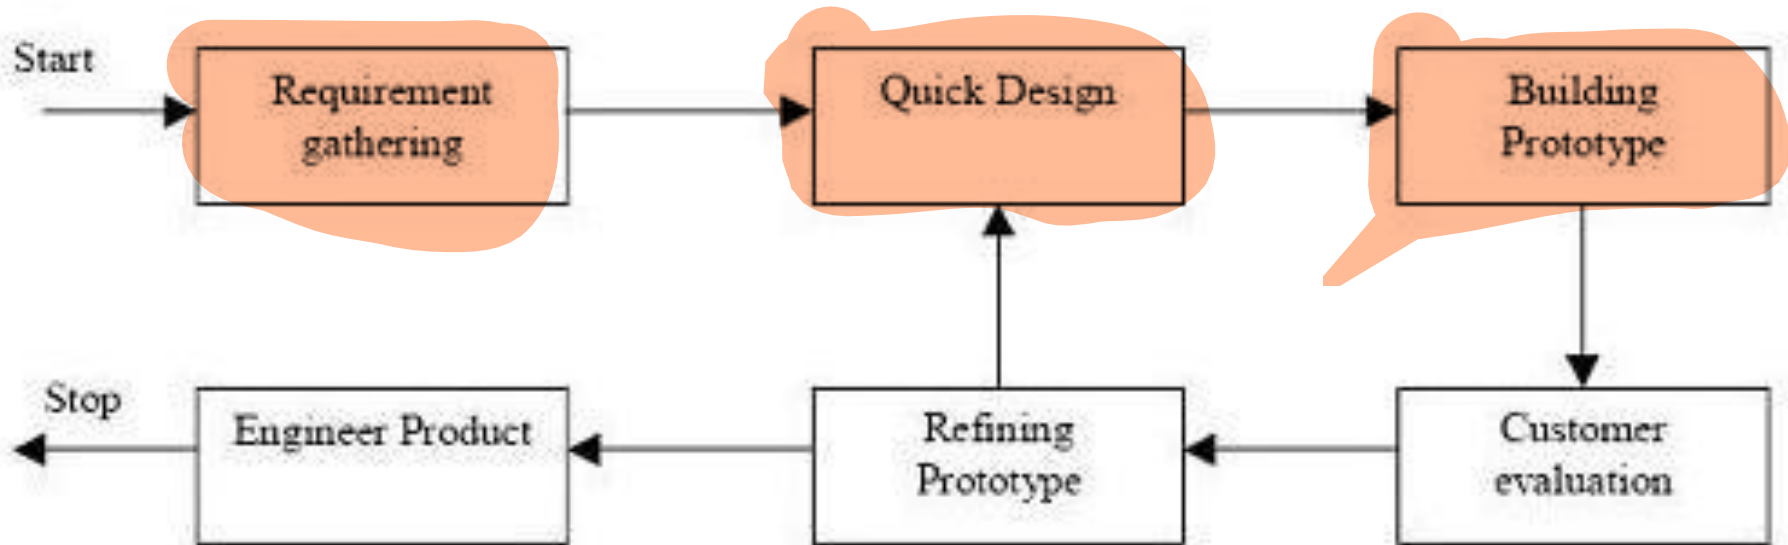 Start
Requirement
gathering
Quick Design
Building
Prototype
Stop
Engineer Product
Refining
Prototype
Customer
evaluation